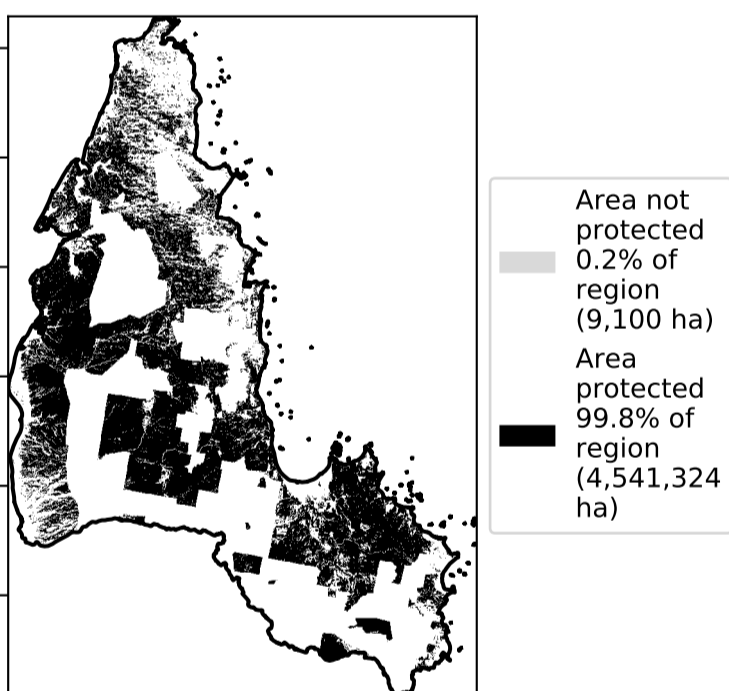 Area not
protected
0.2% of
region
(9,100 ha)
Area
protected
99.8% of
region
(4,541,324
ha)